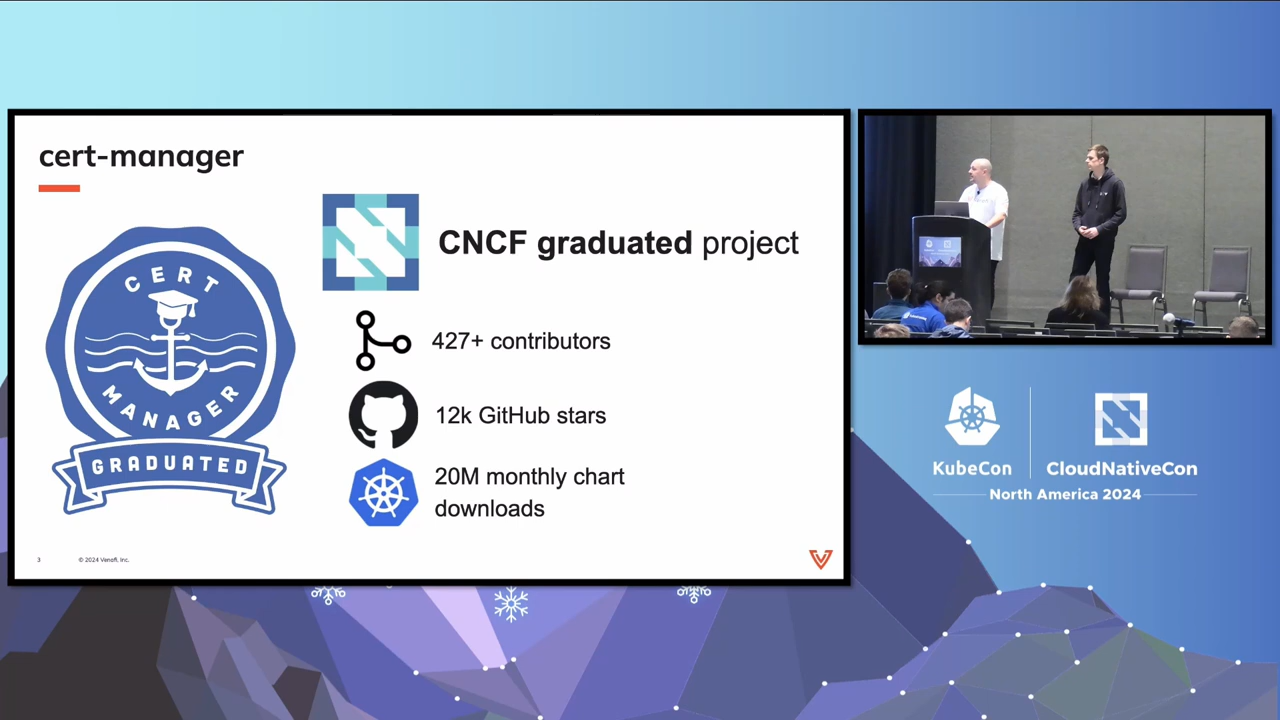 cert-manager
CERT
MANAGER
GRADUATED
CNCF graduated project
427+ contributors
12k GitHub stars
20M monthly chart
downloads
3
© 2024 Venafi, Inc.
KubeCon
CloudNativeCon
North America 2024